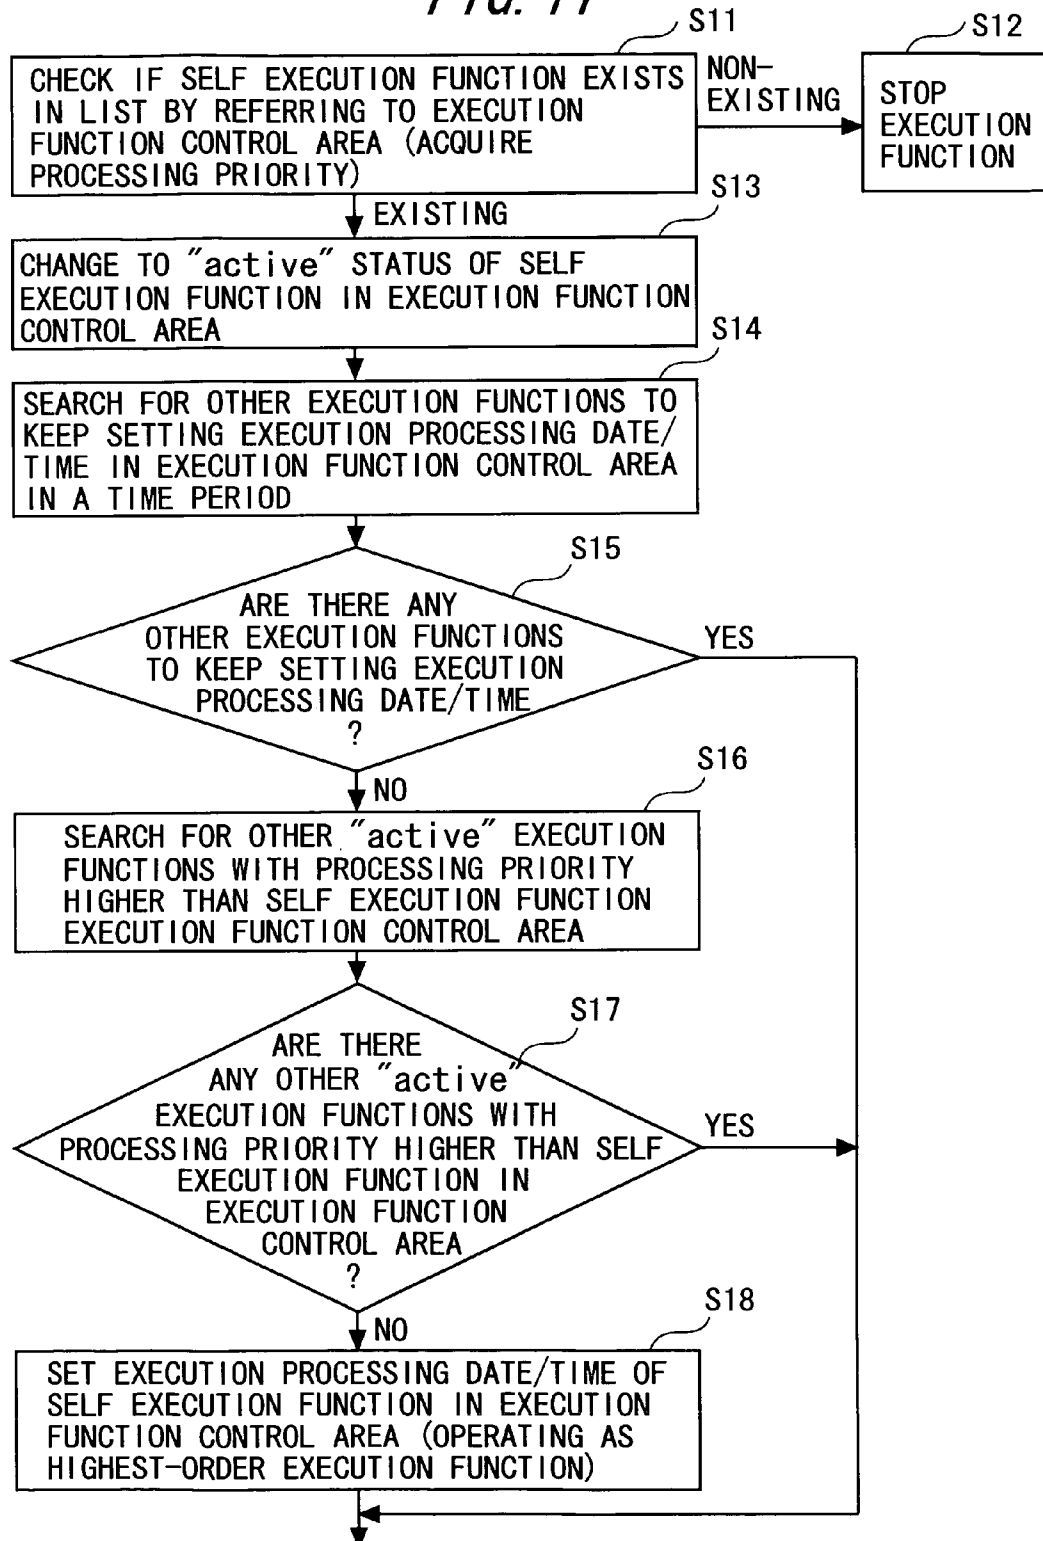 FIG. 11
S11
CHECK IF SELF EXECUTION FUNCTION EXISTS
IN LIST BY REFERRING TO EXECUTION
FUNCTION CONTROL AREA (ACQUIRE
PROCESSING PRIORITY)
NON-
EXISTING
S12
STOP
EXECUTION
FUNCTION
EXISTING
S13
CHANGE TO "active" STATUS OF SELF
EXECUTION FUNCTION IN EXECUTION FUNCTION
CONTROL AREA
S14
SEARCH FOR OTHER EXECUTION FUNCTIONS TO
KEEP SETTING EXECUTION PROCESSING DATE/
TIME IN EXECUTION FUNCTION CONTROL AREA
IN A TIME PERIOD
S15
ARE THERE ANY
OTHER EXECUTION FUNCTIONS
TO KEEP SETTING EXECUTION
PROCESSING DATE/TIME
?
YES
NO
S16
SEARCH FOR OTHER "active" EXECUTION
FUNCTIONS WITH PROCESSING PRIORITY
HIGHER THAN SELF EXECUTION FUNCTION
EXECUTION FUNCTION CONTROL AREA
S17
ARE THERE
ANY OTHER "active"
EXECUTION FUNCTIONS WITH
PROCESSING PRIORITY HIGHER THAN SELF
EXECUTION FUNCTION IN
EXECUTION FUNCTION
CONTROL AREA
?
YES
NO
S18
SET EXECUTION PROCESSING DATE/TIME OF
SELF EXECUTION FUNCTION IN EXECUTION
FUNCTION CONTROL AREA (OPERATING AS
HIGHEST-ORDER EXECUTION FUNCTION)